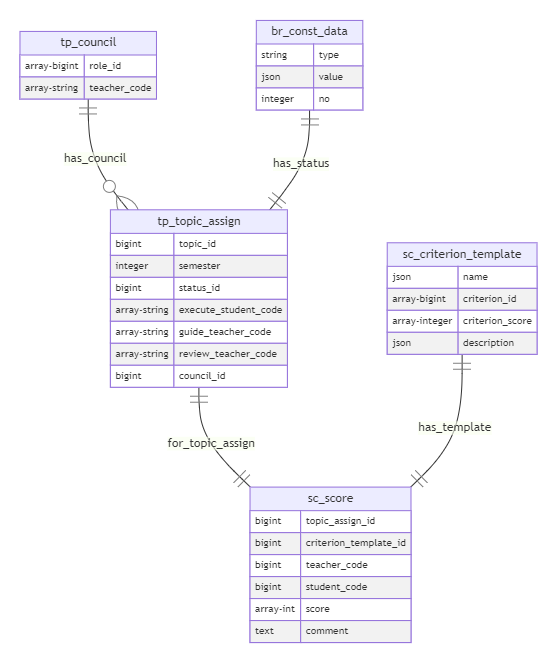 tp_council
array-bigint role_id
array-string teacher_code
br_const_data
string type
json value
integer no
has_council
has_status
tp_topic_assign
bigint topic_id
integer semester
bigint status_id
array-string execute_student_code
array-string guide_teacher_code
array-string review_teacher_code
bigint council_id
sc_criterion_template
json name
array-bigint criterion_id
array-integer criterion_score
json description
for_topic_assign
has_template
sc_score
bigint topic_assign_id
bigint criterion_template_id
bigint teacher_code
bigint student_code
array-int score
text comment